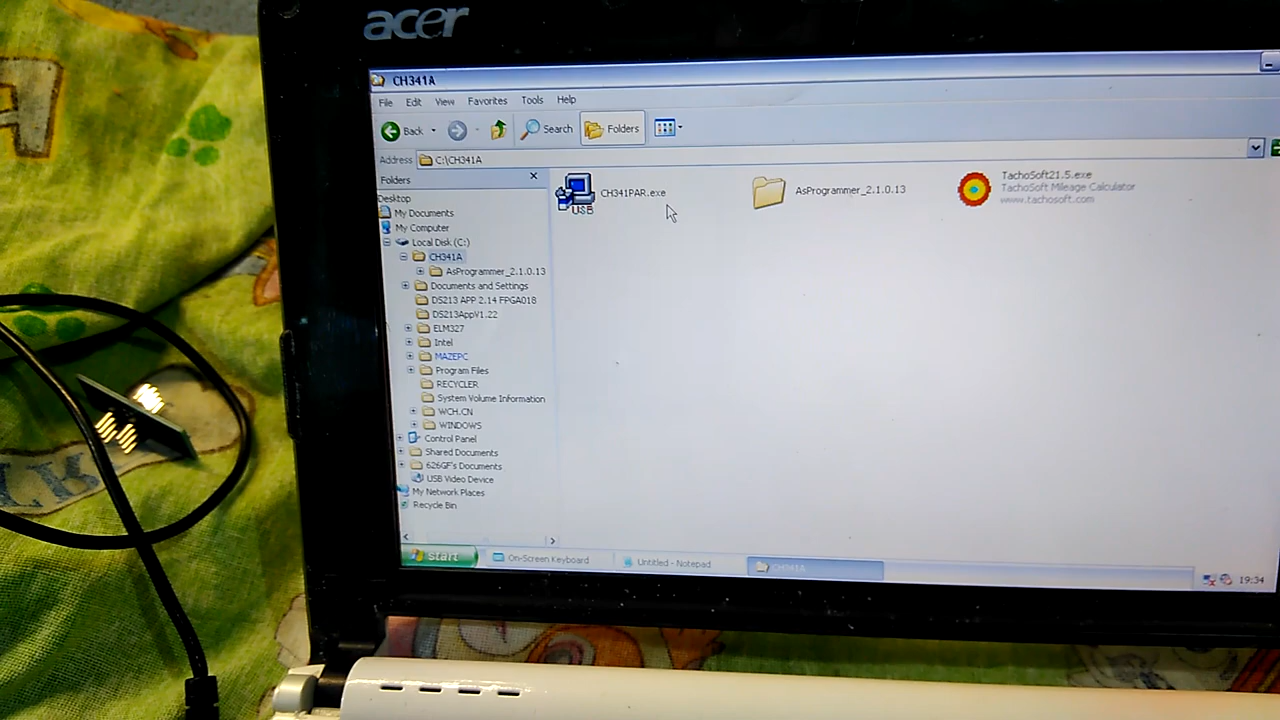 acer
CH341A
File Edit View Favorites Tools Help
Back Search Folders
Address C:\CH341A
Folders
CH341PAR.exe
USB
AsProgrammer_2.1.0.13
TachoSoft21.5.exe
TachoSoft Mileage Calculator
www.tachosoft.com
Desktop
My Documents
My Computer
Local Disk (C:)
CH341A
AsProgrammer_2.1.0.13
Documents and Settings
DS213 APP 2.14 FPGA018
DS213AppV1.22
ELM327
Intel
MAZEPC
Program Files
RECYCLER
System Volume Information
WCH.CN
WINDOWS
Control Panel
Shared Documents
626GF's Documents
USB Video Device
My Network Places
Recycle Bin
start On-Screen Keyboard Untitled - Notepad CH341A 19:34